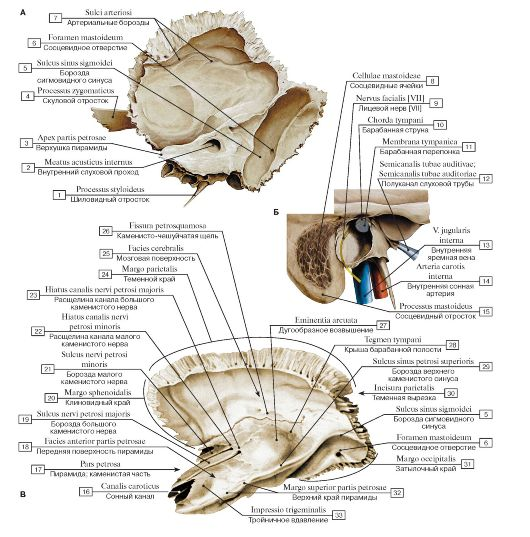 А
7 Sulci arteriosi
Артериальные борозды
6 Foramen mastoideum
Сосцевидное отверстие
5 Sulcus sinus sigmoidei
Борозда
сигмовидного синуса
4 Processus zygomaticus
Скуловой отросток
3 Apex partis petrosae
Верхушка пирамиды
2 Meatus acusticus internus
Внутренний слуховой проход
1 Processus styloideus
Шиловидный отросток
Б
Cellulae mastoideae 8
Сосцевидные ячейки
Nervus facialis [VII] 9
Лицевой нерв [VII]
Chorda tympani 10
Барабанная струна
Membrana tympanica 11
Барабанная перепонка
Semicanalis tubae auditivae;
Semicanalis tubae auditoriae 12
Полуканал слуховой трубы
V. jugularis
interna 13
Внутренняя
яремная вена
Arteria carotis
interna 14
Внутренняя сонная
артерия
Processus mastoideus 15
Сосцевидный отросток
26 Fissura petrosquamosa
Каменисто-чешуйчатая щель
25 Facies cerebralis
Мозговая поверхность
24 Margo parietalis
Теменной край
23 Hiatus canalis nervi petrosi majoris
Расщелина канала большого
каменистого нерва
Hiatus canalis nervi
22 petrosi minoris
Расщелина канала малого
каменистого нерва
Sulcus nervi petrosi
21 minoris
Борозда малого
каменистого нерва
20 Margo sphenoidalis
Клиновидный край
19 Sulcus nervi petrosi majoris
Борозда большого
каменистого нерва
18 Facies anterior partis petrosae
Передняя поверхность пирамиды
17 Pars petrosa
Пирамида, каменистая часть
16 Canalis caroticus
Сонный канал
В
Eminentia arcuata 27
Дугообразное возвышение
Tegmen tympani 28
Крыша барабанной полости
Sulcus sinus petrosi superioris 29
Борозда верхнего
каменистого синуса
Incisura parietalis 30
Теменная вырезка
Sulcus sinus sigmoidei 5
Борозда сигмовидного
синуса
Foramen mastoideum 6
Сосцевидное отверстие
Margo occipitalis 31
Затылочный край
Margo superior partis petrosae 32
Верхний край пирамиды
Impressio trigeminalis 33
Тройничное вдавление